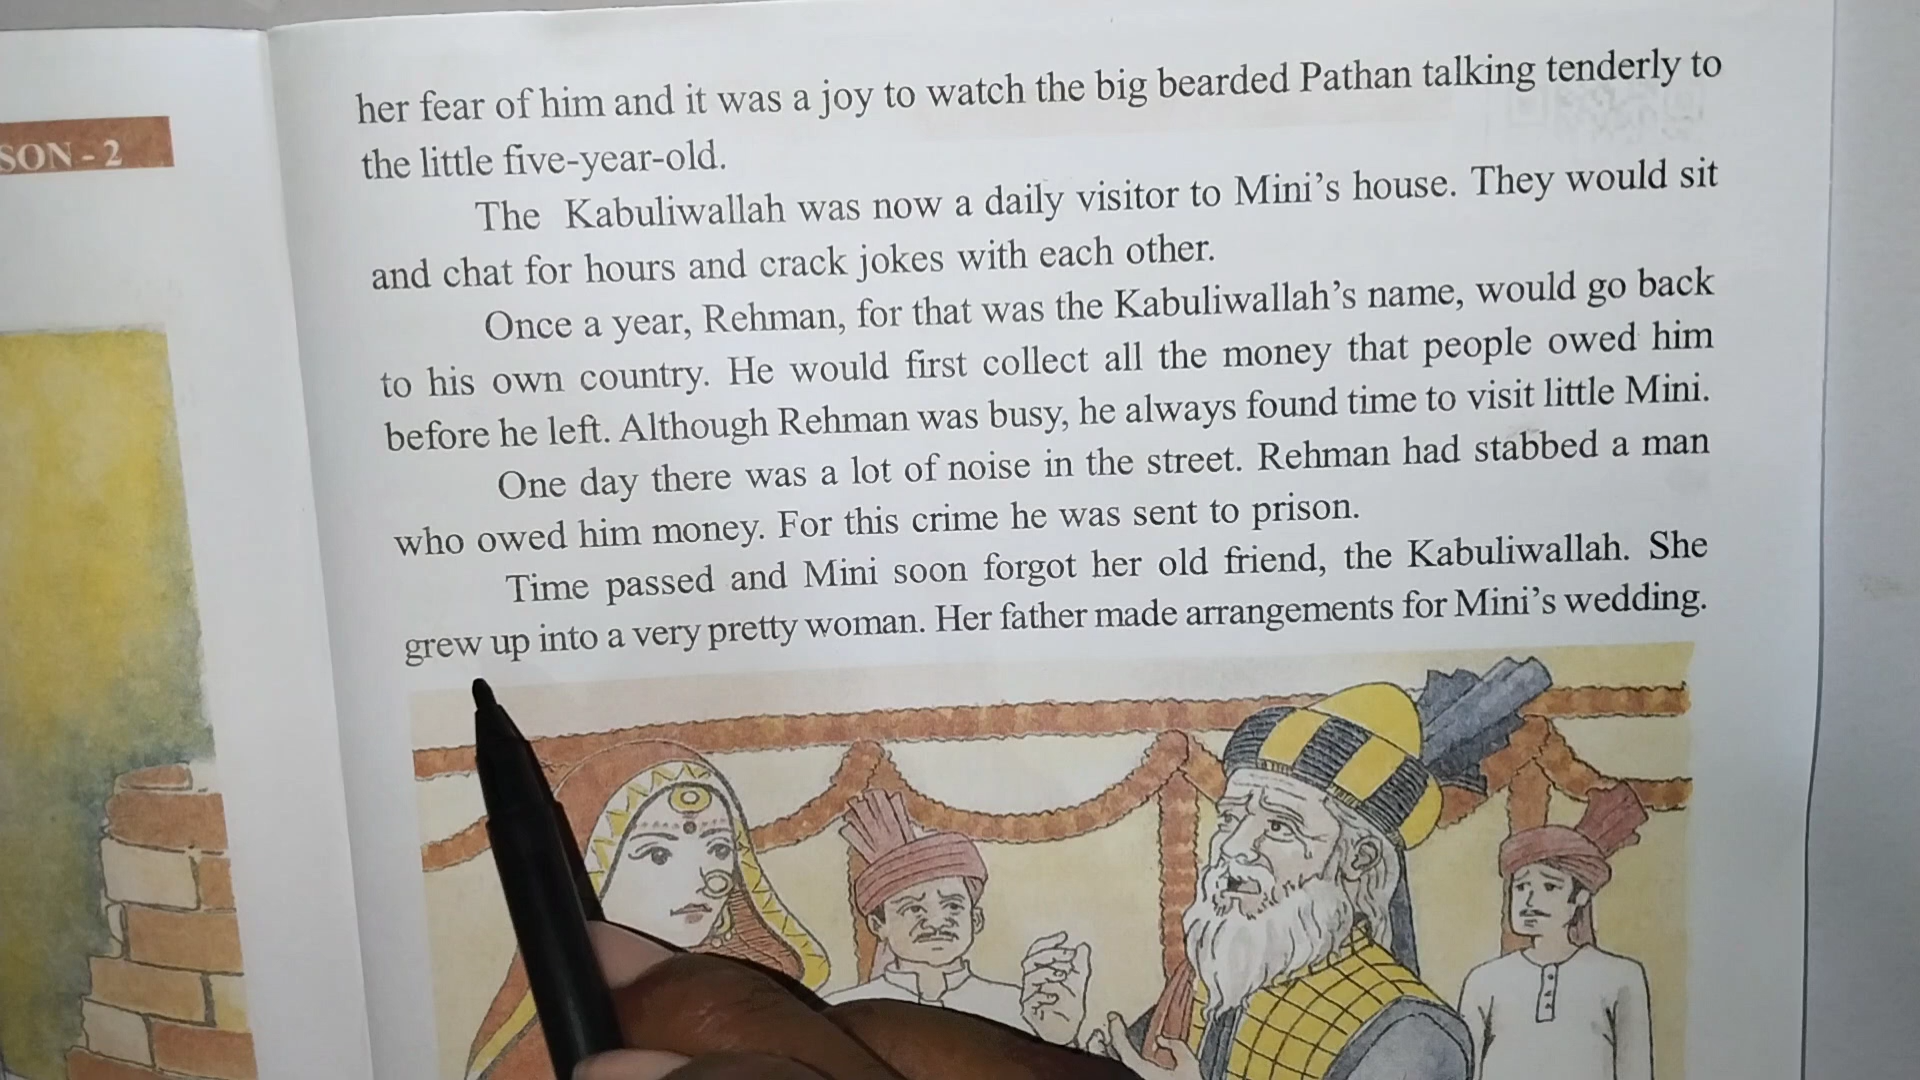 SON - 2
her fear of him and it was a joy to watch the big bearded Pathan talking tenderly to
the little five-year-old.
The Kabuliwallah was now a daily visitor to Mini's house. They would sit
and chat for hours and crack jokes with each other.
Once a year, Rehman, for that was the Kabuliwallah's name, would go back
to his own country. He would first collect all the money that people owed him
before he left. Although Rehman was busy, he always found time to visit little Mini.
One day there was a lot of noise in the street. Rehman had stabbed a man
who owed him money. For this crime he was sent to prison.
Time passed and Mini soon forgot her old friend, the Kabuliwallah. She
grew up into a very pretty woman. Her father made arrangements for Mini's wedding.